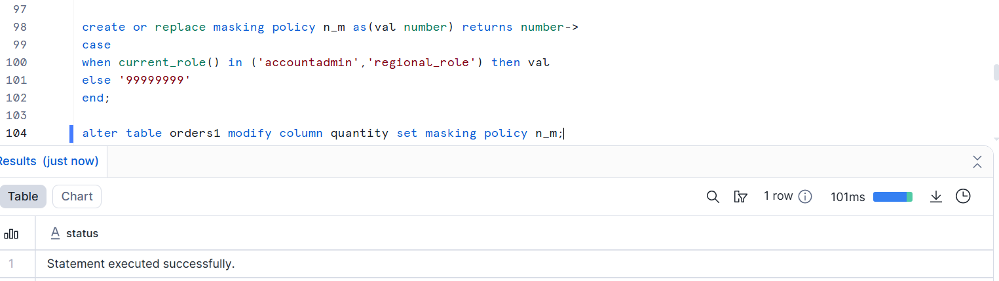 97
98 create or replace masking policy n_m as(val number) returns number->
99 case
100 when current_role() in ('accountadmin','regional_role') then val
101 else '99999999'
102 end;
103
104 alter table orders1 modify column quantity set masking policy n_m;
Results (just now)
Table Chart 1 row 101ms
A status
1 Statement executed successfully.